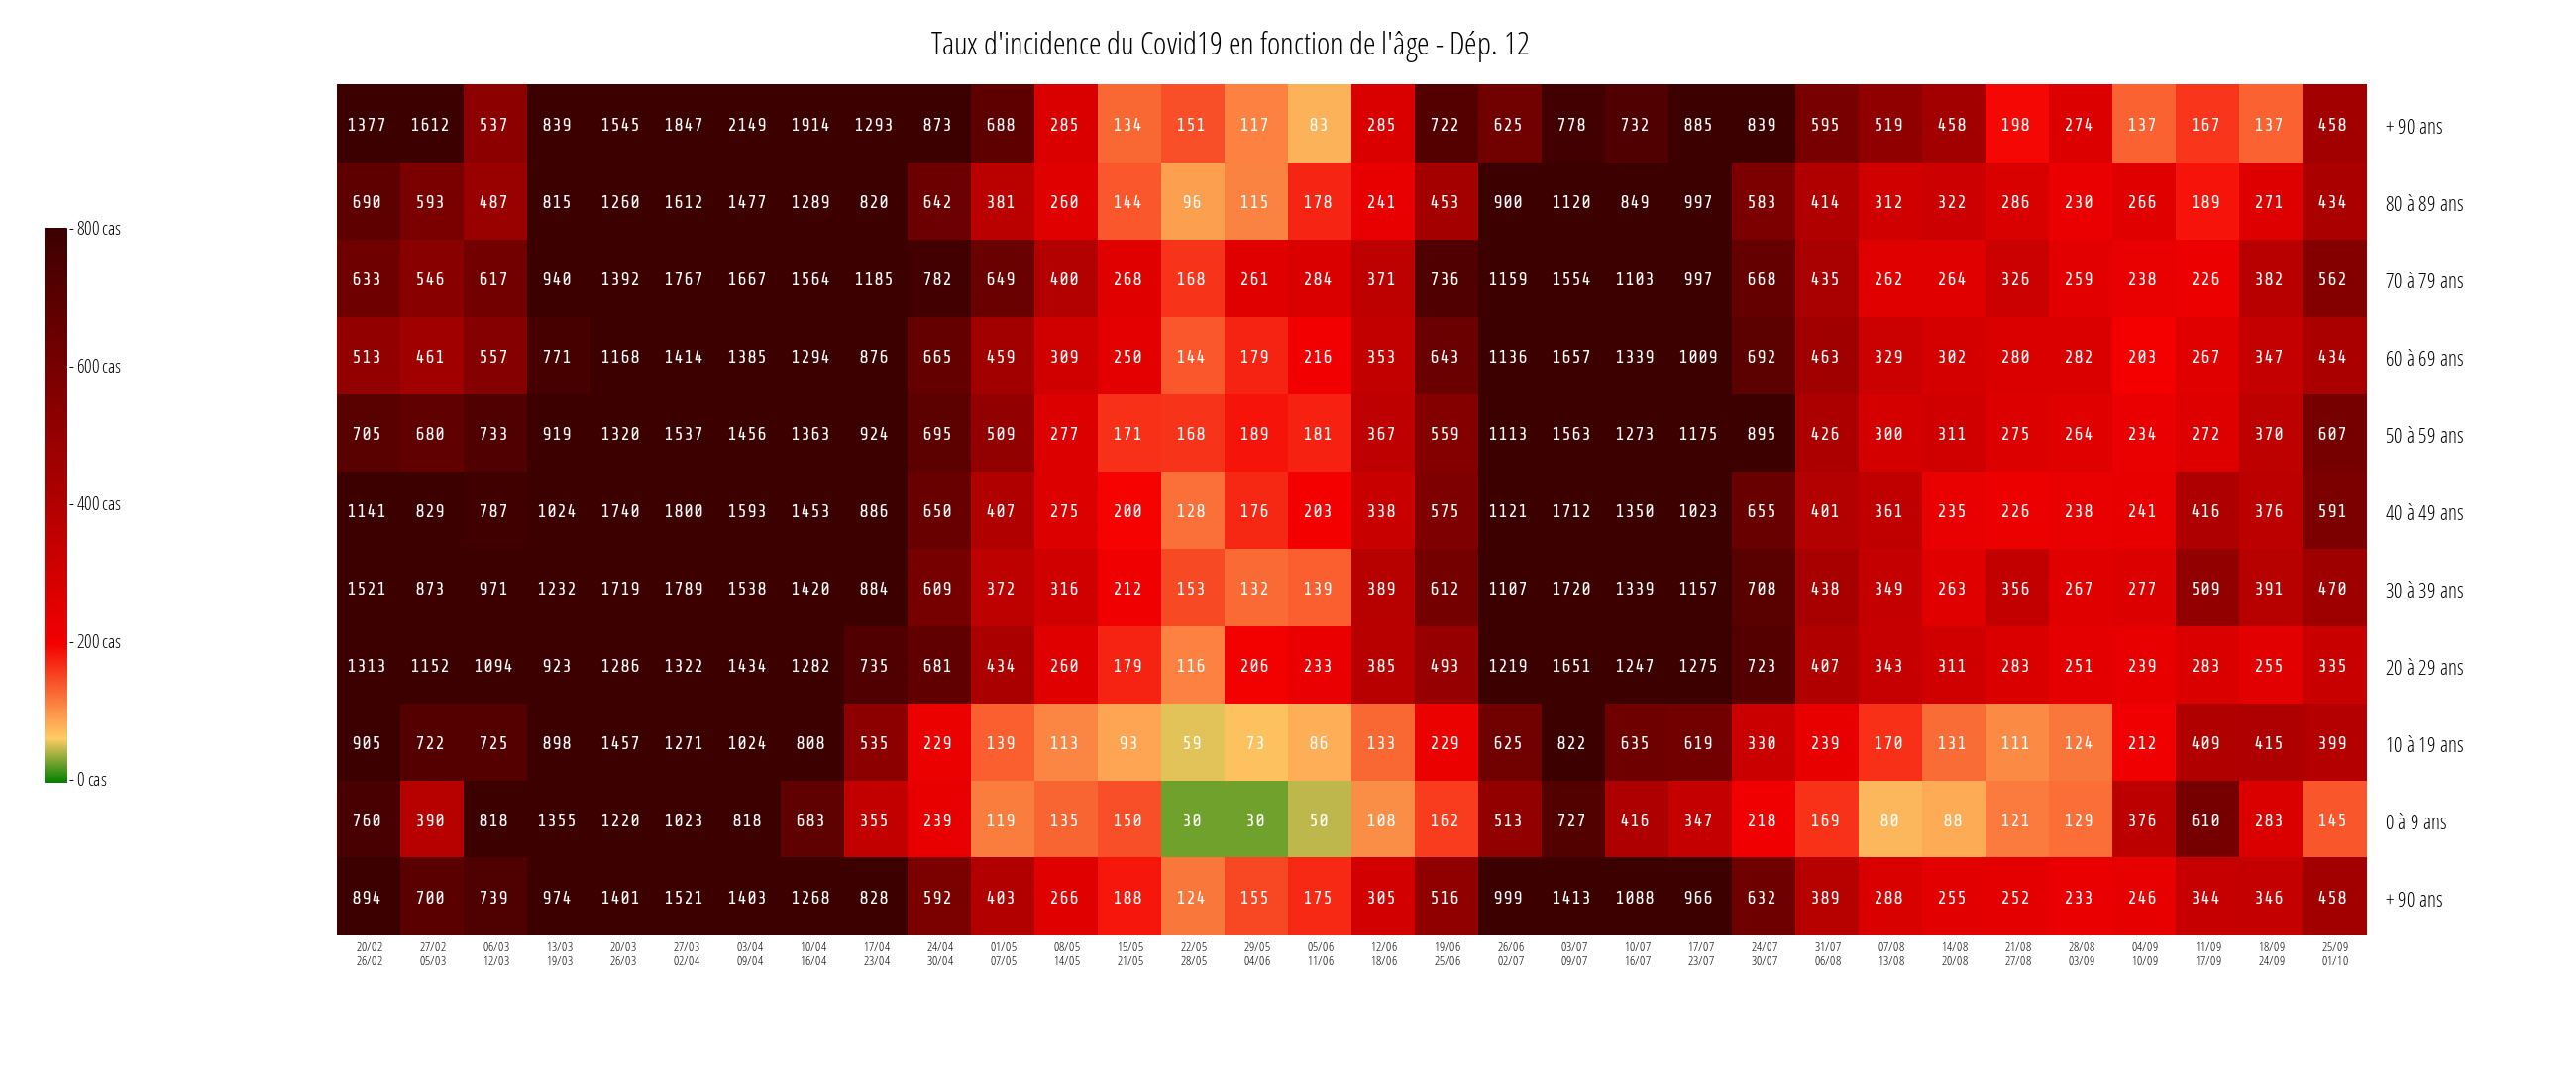 Taux d'incidence du Covid19 en fonction de l'âge - Dép. 12
- 800 cas
- 600 cas
- 400 cas
- 200 cas
- 0 cas
1377 1612 537 839 1545 1847 2149 1914 1293 873 688 285 134 151 117 83 285 722 625 778 732 885 839 595 519 458 198 274 137 167 137 458 + 90 ans
690 593 487 815 1260 1612 1477 1289 820 642 381 260 144 96 115 178 241 453 900 1120 849 997 583 414 312 322 286 230 266 189 271 434 80 à 89 ans
633 546 617 940 1392 1767 1667 1564 1185 782 649 400 268 168 261 284 371 736 1159 1554 1103 997 668 435 262 264 326 259 238 226 382 562 70 à 79 ans
513 461 557 771 1168 1414 1385 1294 876 665 459 309 250 144 179 216 353 643 1136 1657 1339 1009 692 463 329 302 280 282 203 267 347 434 60 à 69 ans
705 680 733 919 1320 1537 1456 1363 924 695 509 277 171 168 189 181 367 559 1113 1563 1273 1175 895 426 300 311 275 264 234 272 370 607 50 à 59 ans
1141 829 787 1024 1740 1800 1593 1453 886 650 407 275 200 128 176 203 338 575 1121 1712 1350 1023 655 401 361 235 226 238 241 416 376 591 40 à 49 ans
1521 873 971 1232 1719 1789 1538 1420 884 609 372 316 212 153 132 139 389 612 1107 1720 1339 1157 708 438 349 263 356 267 277 509 391 470 30 à 39 ans
1313 1152 1094 923 1286 1322 1434 1282 735 681 434 260 179 116 206 233 385 493 1219 1651 1247 1275 723 407 343 311 283 251 239 283 255 335 20 à 29 ans
905 722 725 898 1457 1271 1024 808 535 229 139 113 93 59 73 86 133 229 625 822 635 619 330 239 170 131 111 124 212 409 415 399 10 à 19 ans
760 390 818 1355 1220 1023 818 683 355 239 119 135 150 30 30 50 108 162 513 727 416 347 218 169 80 88 121 129 376 610 283 145 0 à 9 ans
894 700 739 974 1401 1521 1403 1268 828 592 403 266 188 124 155 175 305 516 999 1413 1088 966 632 389 288 255 252 233 246 344 346 458 + 90 ans
20/02 27/02 06/03 13/03 20/03 27/03 03/04 10/04 17/04 24/04 01/05 08/05 15/05 22/05 29/05 05/06 12/06 19/06 26/06 03/07 10/07 17/07 24/07 31/07 07/08 14/08 21/08 28/08 04/09 11/09 18/09 25/09
26/02 05/03 12/03 19/03 26/03 02/04 09/04 16/04 23/04 30/04 07/05 14/05 21/05 28/05 04/06 11/06 18/06 25/06 02/07 09/07 16/07 23/07 30/07 06/08 13/08 20/08 27/08 03/09 10/09 17/09 24/09 01/10